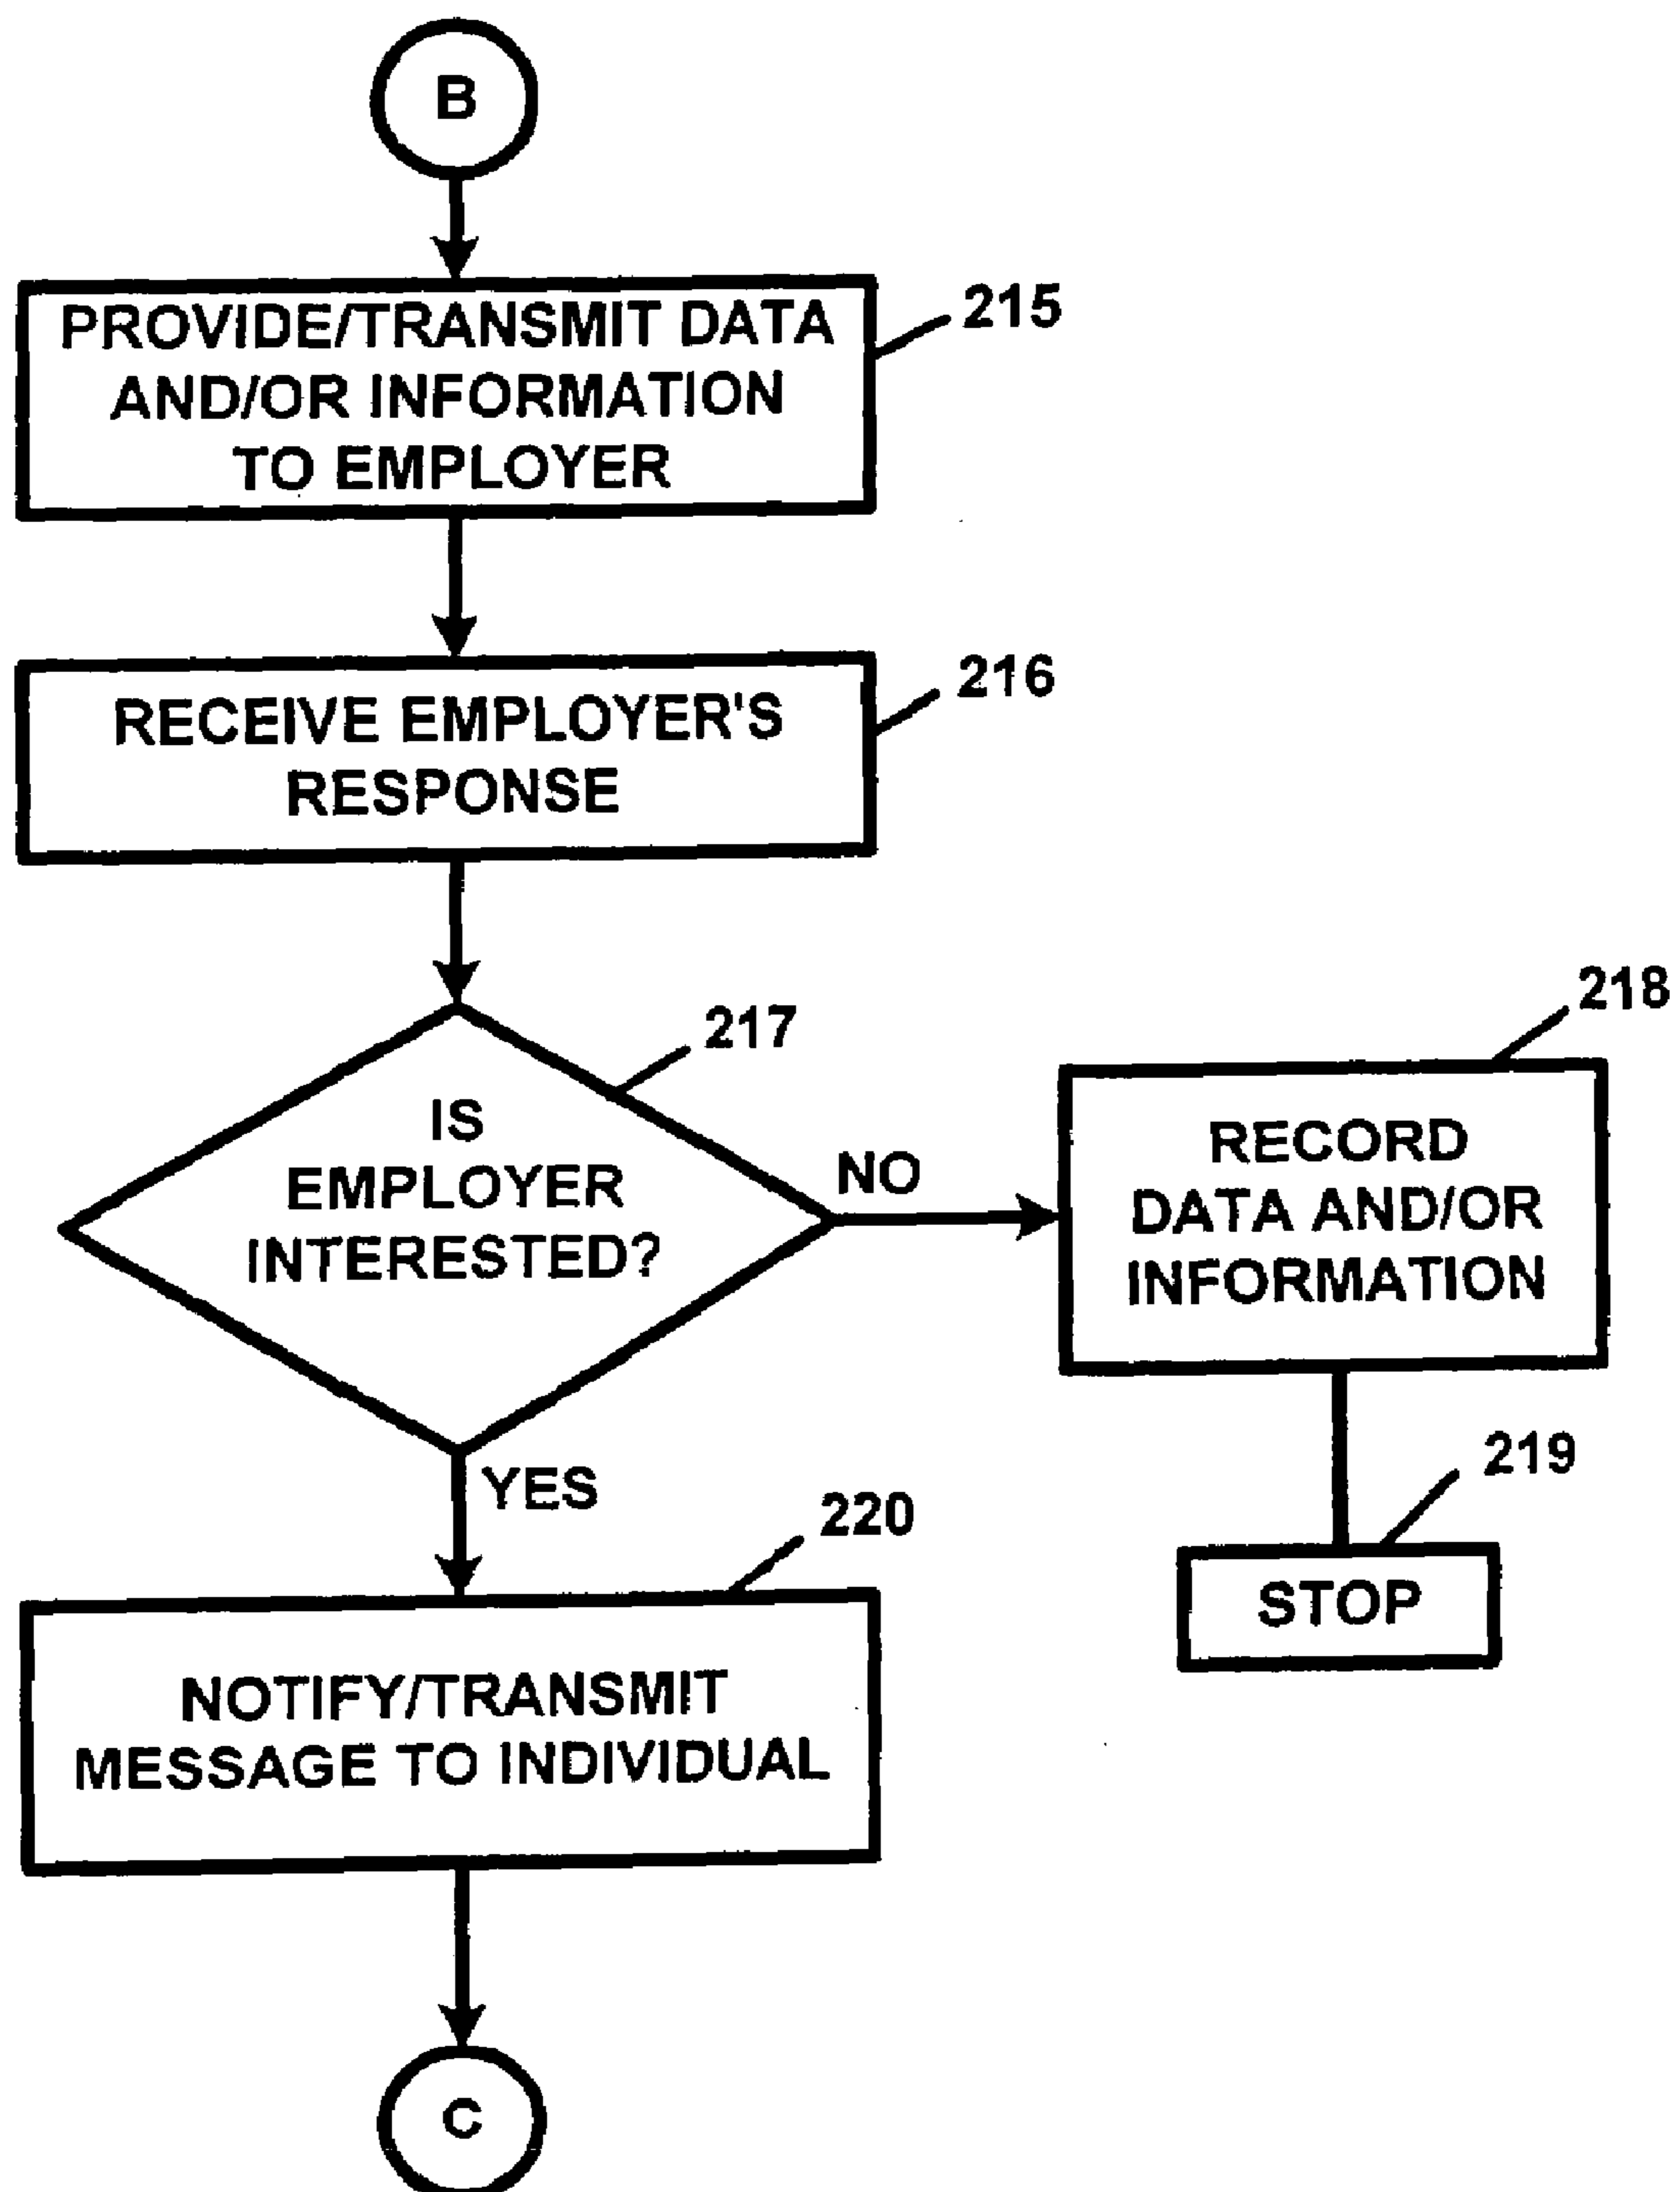 B
PROVIDE/TRANSMIT DATA
AND/OR INFORMATION
TO EMPLOYER
215
RECEIVE EMPLOYER'S
RESPONSE
216
IS
EMPLOYER
INTERESTED?
217
NO
RECORD
DATA AND/OR
INFORMATION
218
STOP
219
YES
NOTIFY/TRANSMIT
MESSAGE TO INDIVIDUAL
220
C